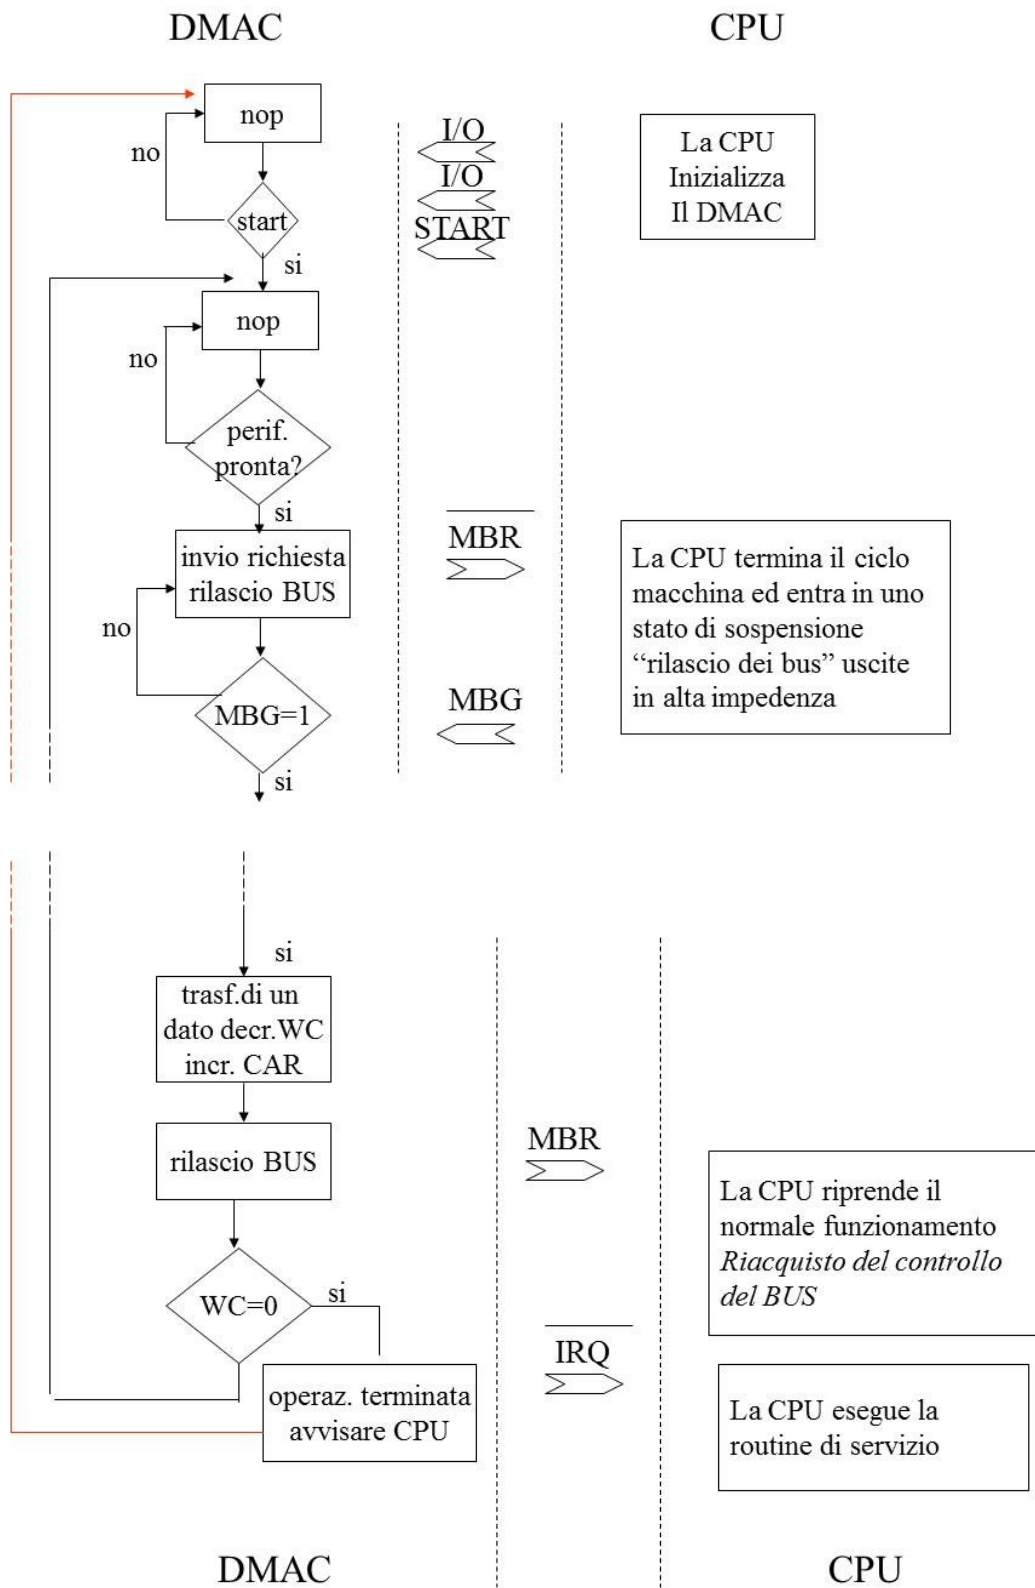 DMAC
CPU
nop
no
start
si
I/O
I/O
START
La CPU
Inizializza
Il DMAC
nop
no
perif.
pronta?
si
invio richiesta
rilascio BUS
no
MBG=1
si
MBR
MBG
La CPU termina il ciclo
macchina ed entra in uno
stato di sospensione
“rilascio dei bus” uscite
in alta impedenza
si
trasf.di un
dato decr.WC
incr. CAR
rilascio BUS
WC=0
si
operaz. terminata
avvisare CPU
MBR
IRQ
La CPU riprende il
normale funzionamento
Riacquisto del controllo
del BUS
La CPU esegue la
routine di servizio
DMAC
CPU